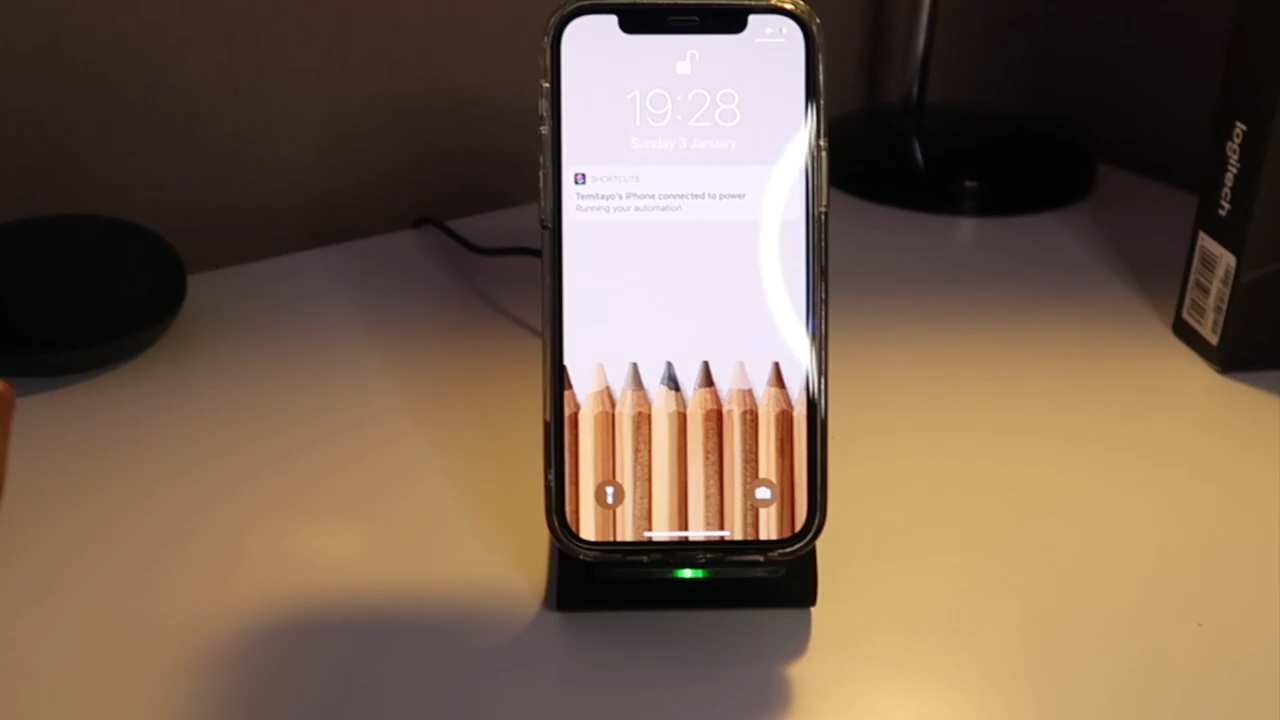 19:28
Sunday 3 January
SHORTCUTS
Temitayo's iPhone connected to power
Running your automation
logitech